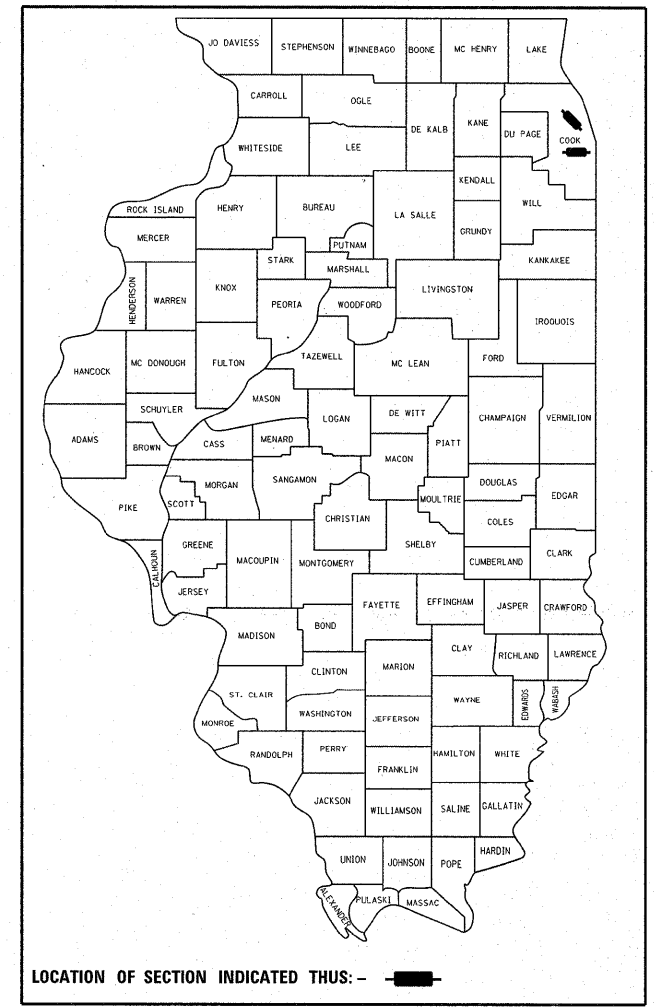 JO DAVIESS
STEPHENSON
WINNEBAGO
BOONE
MC HENRY
LAKE
CARROLL
OGLE
DE KALB
KANE
DU PAGE
COOK
WHITESIDE
LEE
KENDALL
WILL
ROCK ISLAND
HENRY
BUREAU
LA SALLE
GRUNDY
MERCER
PUTNAM
STARK
MARSHALL
KANKAKEE
HENDERSON
WARREN
KNOX
PEORIA
WOODFORD
LIVINGSTON
IROQUOIS
HANCOCK
MC DONOUGH
FULTON
TAZEWELL
MC LEAN
FORD
MASON
SCHUYLER
LOGAN
DE WITT
CHAMPAIGN
VERMILION
ADAMS
BROWN
CASS
MENARD
PIATT
MACON
SANGAMON
MORGAN
DOUGLAS
EDGAR
PIKE
SCOTT
CHRISTIAN
MOULTRIE
COLES
GREENE
MACOUPIN
MONTGOMERY
SHELBY
CUMBERLAND
CLARK
CALHOUN
JERSEY
FAYETTE
EFFINGHAM
JASPER
CRAWFORD
MADISON
BOND
CLAY
RICHLAND
LAWRENCE
CLINTON
MARION
ST. CLAIR
WAYNE
EDWARDS
WABASH
MONROE
WASHINGTON
JEFFERSON
RANDOLPH
PERRY
HAMILTON
WHITE
FRANKLIN
JACKSON
WILLIAMSON
SALINE
GALLATIN
UNION
JOHNSON
POPE
HARDIN
ALEXANDER
PULASKI
MASSAC
LOCATION OF SECTION INDICATED THUS: -